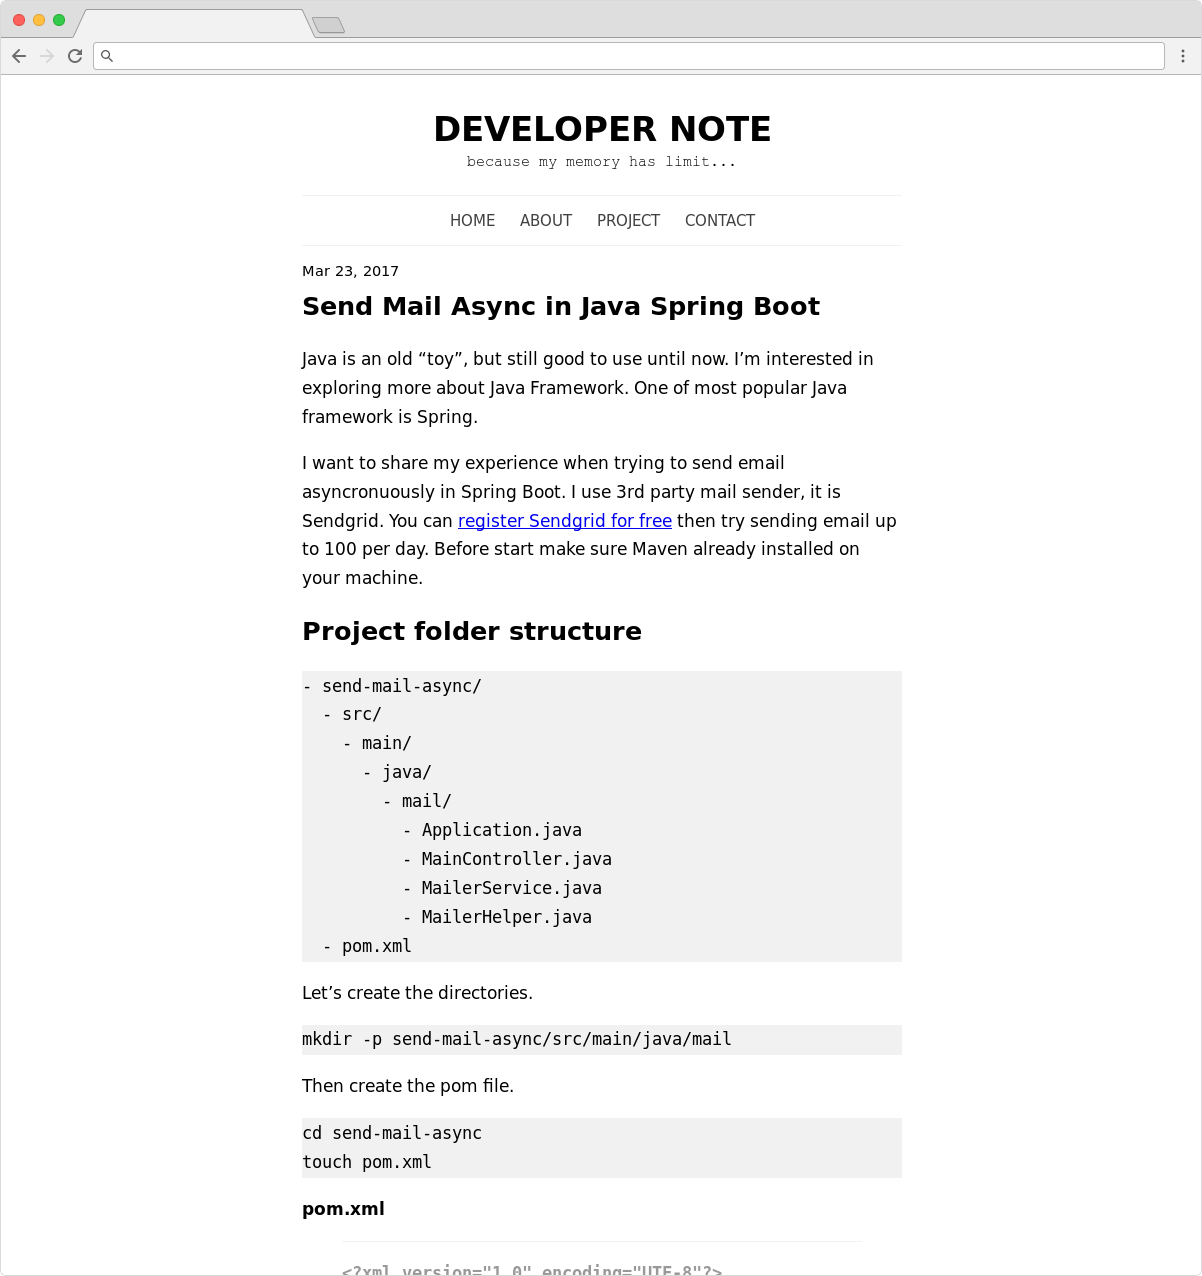 DEVELOPER NOTE
because my memory has limit...
HOME ABOUT PROJECT CONTACT
Mar 23, 2017
Send Mail Async in Java Spring Boot
Java is an old “toy”, but still good to use until now. I’m interested in
exploring more about Java Framework. One of most popular Java
framework is Spring.
I want to share my experience when trying to send email
asyncronuously in Spring Boot. I use 3rd party mail sender, it is
Sendgrid. You can register Sendgrid for free then try sending email up
to 100 per day. Before start make sure Maven already installed on
your machine.
Project folder structure
- send-mail-async/
  - src/
    - main/
      - java/
        - mail/
          - Application.java
          - MainController.java
          - MailerService.java
          - MailerHelper.java
  - pom.xml
Let’s create the directories.
mkdir -p send-mail-async/src/main/java/mail
Then create the pom file.
cd send-mail-async
touch pom.xml
pom.xml
<?xml version="1.0" encoding="UTF-8"?>